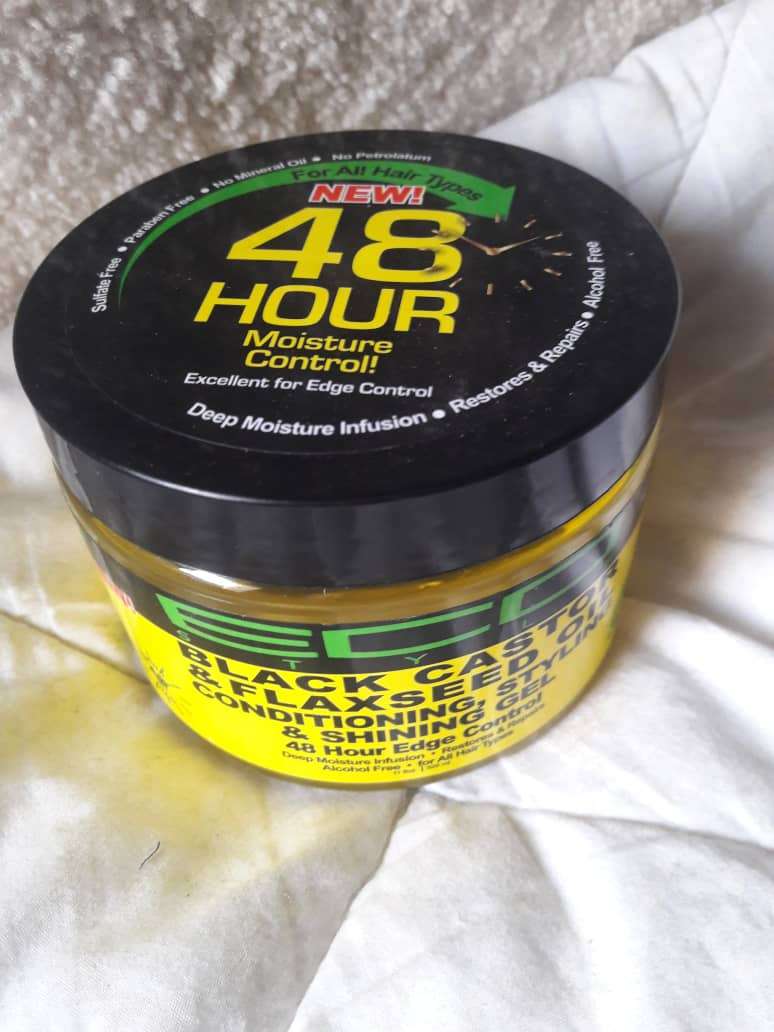 Sulfate Free • Paraben Free • No Mineral Oil • No Petrolatum
For All Hair Types
NEW!
48
HOUR
Moisture
Control!
Excellent for Edge Control
Deep Moisture Infusion • Restores & Repairs • Alcohol Free
ECO
STYL
BLACK CASTOR
& FLAXSEED OIL
CONDITIONING, STYLING
& SHINING GEL
48 Hour Edge Control
Deep Moisture Infusion • Restores & Repairs
Alcohol Free • for All Hair Types